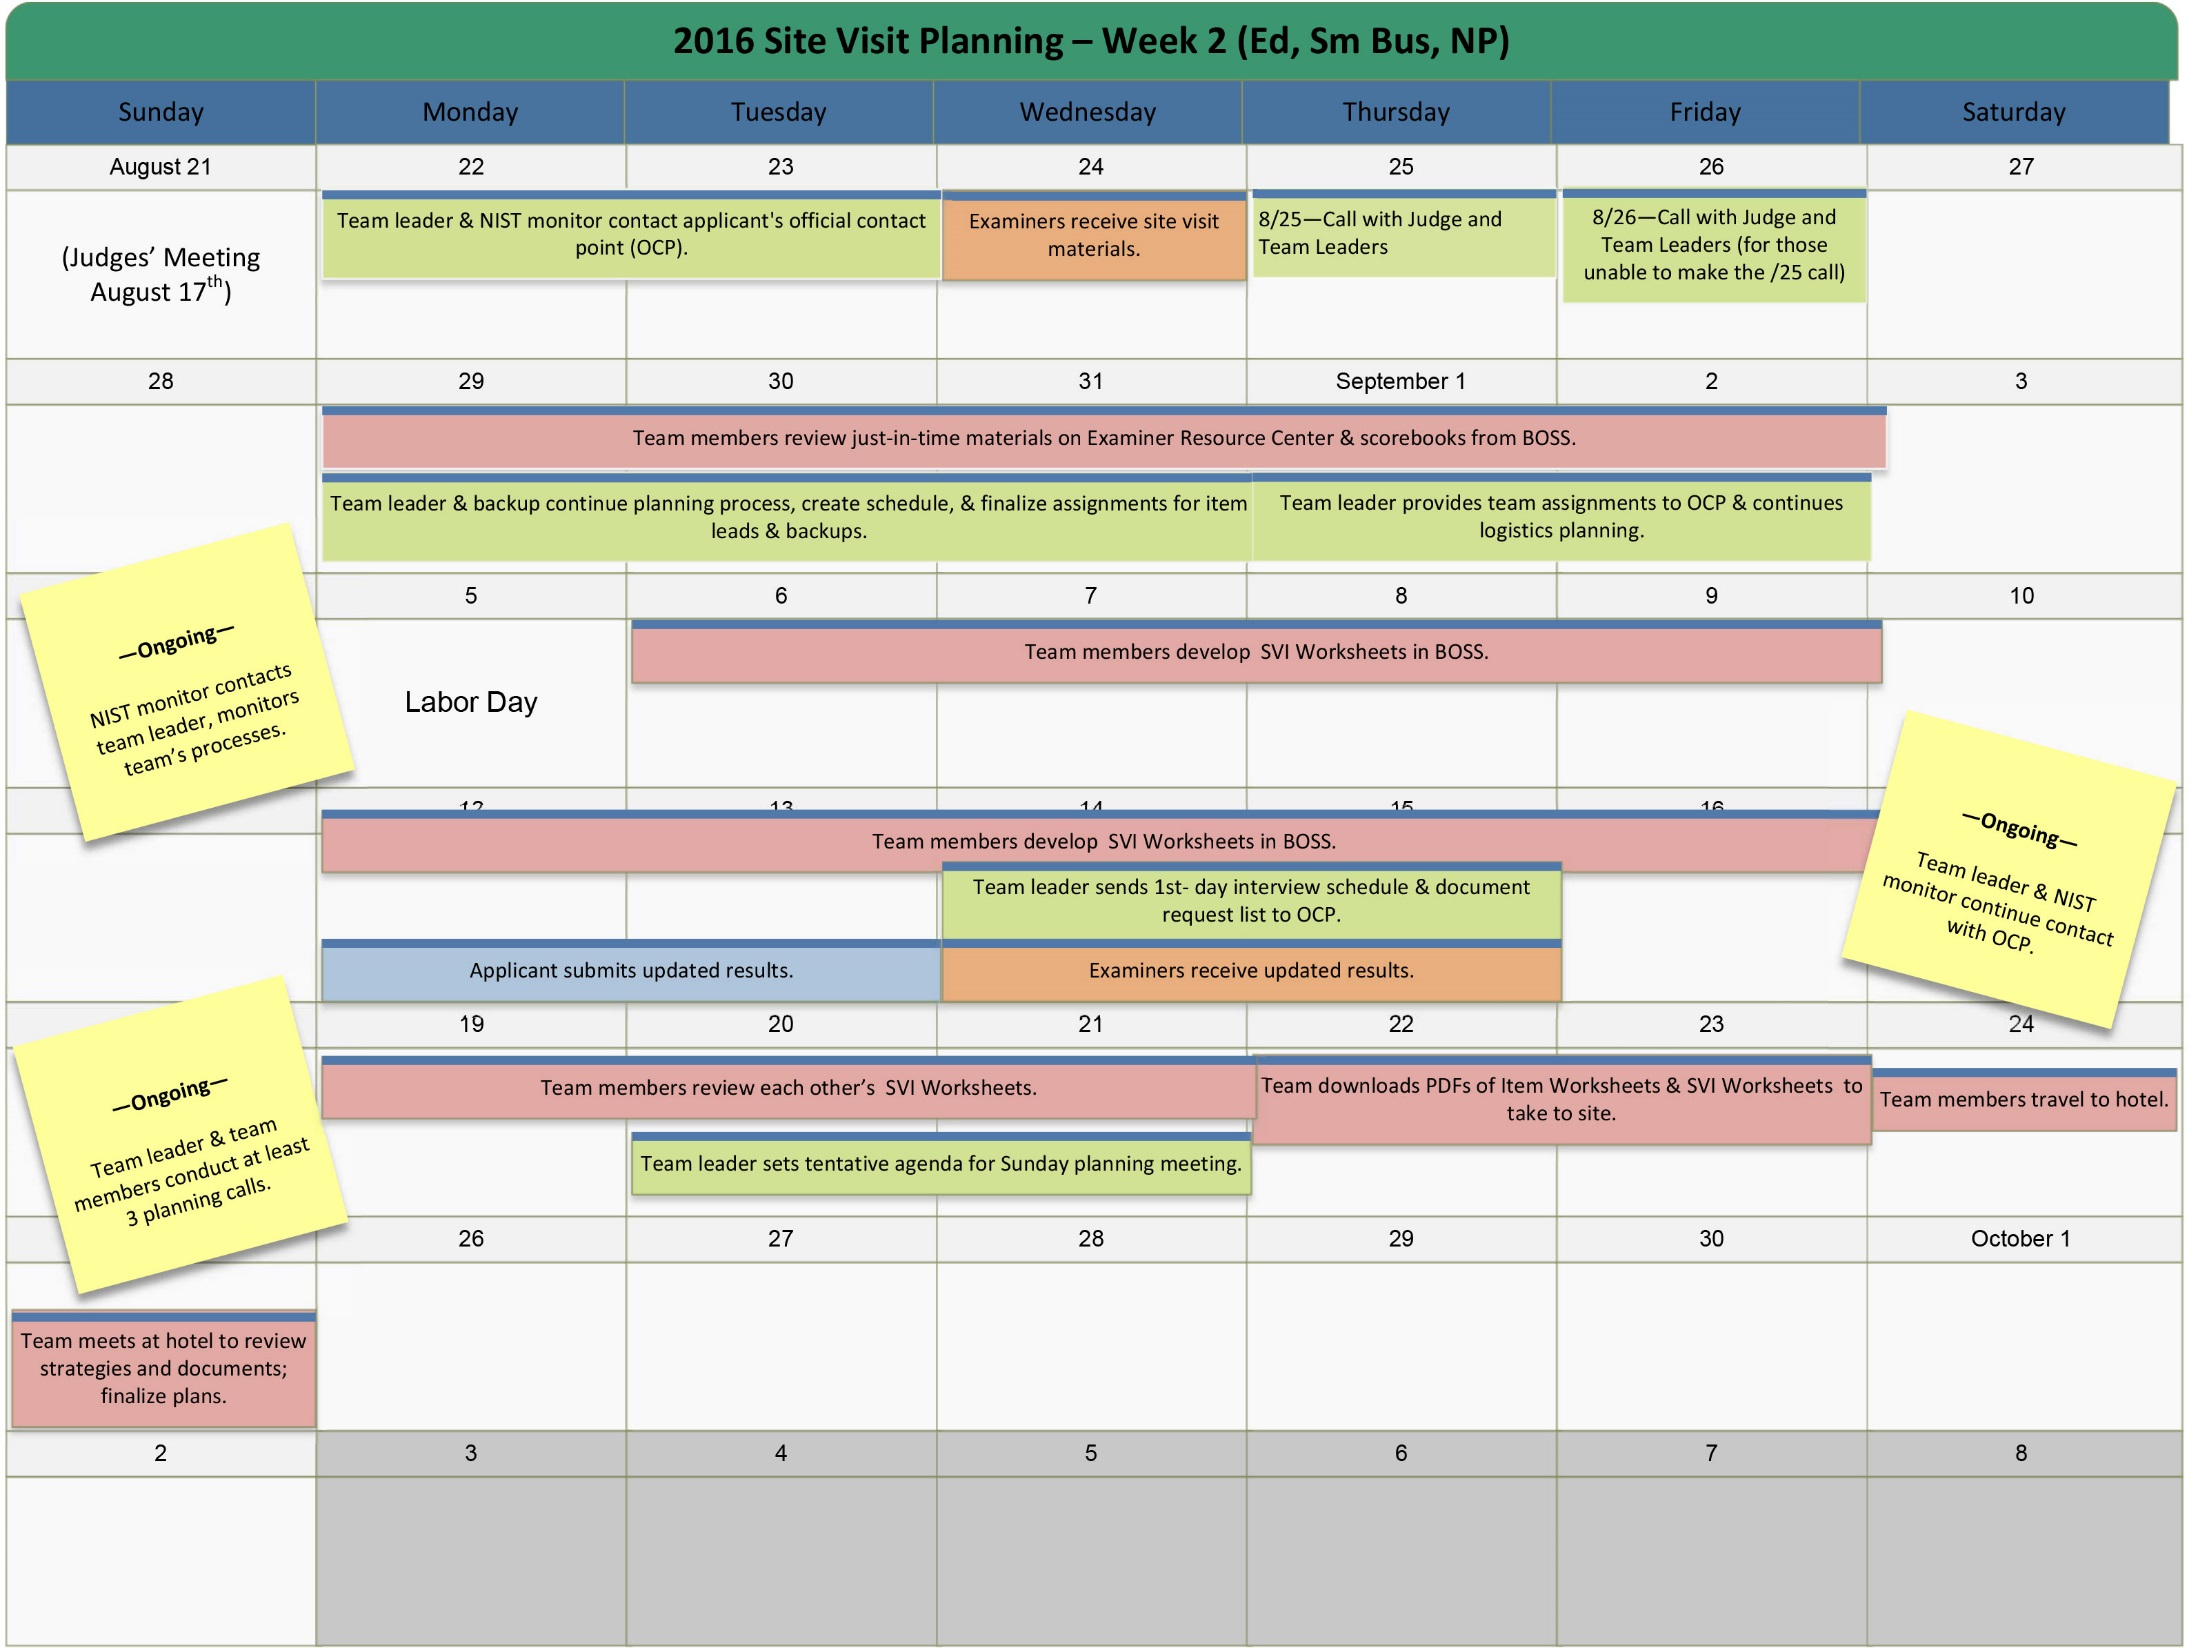 2016 Site Visit Planning – Week 2 (Ed, Sm Bus, NP)
Sunday
Monday
Tuesday
Wednesday
Thursday
Friday
Saturday
August 21
22
23
24
25
26
27
(Judges’ Meeting
August 17th)
Team leader & NIST monitor contact applicant's official contact
point (OCP).
Examiners receive site visit
materials.
8/25—Call with Judge and
Team Leaders
8/26—Call with Judge and
Team Leaders (for those
unable to make the /25 call)
28
29
30
31
September 1
2
3
Team members review just-in-time materials on Examiner Resource Center & scorebooks from BOSS.
Team leader & backup continue planning process, create schedule, & finalize assignments for item
leads & backups.
Team leader provides team assignments to OCP & continues
logistics planning.
5
6
7
8
9
10
—Ongoing—
NIST monitor contacts
team leader, monitors
team’s processes.
Labor Day
Team members develop  SVI Worksheets in BOSS.
12
13
14
15
16
Team members develop  SVI Worksheets in BOSS.
Team leader sends 1st- day interview schedule & document
request list to OCP.
Applicant submits updated results.
Examiners receive updated results.
—Ongoing—
Team leader & NIST
monitor continue contact
with OCP.
19
20
21
22
23
24
—Ongoing—
Team leader & team
members conduct at least
3 planning calls.
Team members review each other’s  SVI Worksheets.
Team downloads PDFs of Item Worksheets & SVI Worksheets  to
take to site.
Team members travel to hotel.
Team leader sets tentative agenda for Sunday planning meeting.
26
27
28
29
30
October 1
Team meets at hotel to review
strategies and documents;
finalize plans.
2
3
4
5
6
7
8